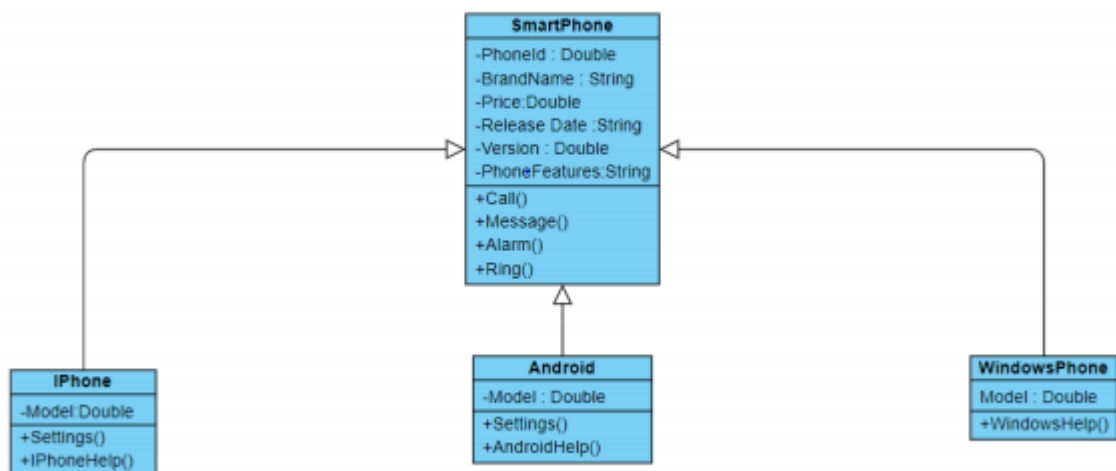 SmartPhone
-PhoneId : Double
-BrandName : String
-Price:Double
-Release Date :String
-Version : Double
-PhoneFeatures:String
+Call()
+Message()
+Alarm()
+Ring()
IPhone
-Model:Double
+Settings()
+IPhoneHelp()
Android
-Model : Double
+Settings()
+AndroidHelp()
WindowsPhone
Model : Double
+WindowsHelp()